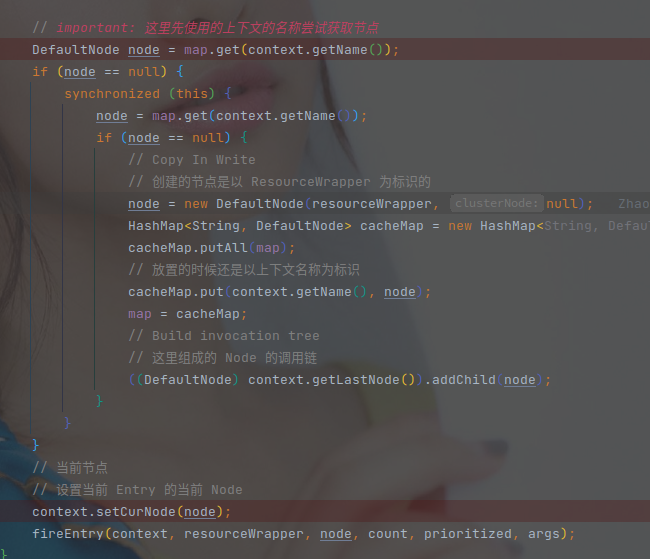 // important: 这里先使用的上下文的名称尝试获取节点
DefaultNode node = map.get(context.getName());
if (node == null) {
synchronized (this) {
node = map.get(context.getName());
if (node == null) {
// Copy In Write
// 创建的节点是以 ResourceWrapper 为标识的
node = new DefaultNode(resourceWrapper, clusterNode: null); Zhao
HashMap<String, DefaultNode> cacheMap = new HashMap<String, Defau
cacheMap.putAll(map);
// 放置的时候还是以上下文名称为标识
cacheMap.put(context.getName(), node);
map = cacheMap;
// Build invocation tree
// 这里组成的 Node 的调用链
((DefaultNode) context.getLastNode()).addChild(node);
}
}
}
// 当前节点
// 设置当前 Entry 的当前 Node
context.setCurNode(node);
fireEntry(context, resourceWrapper, node, count, prioritized, args);
}